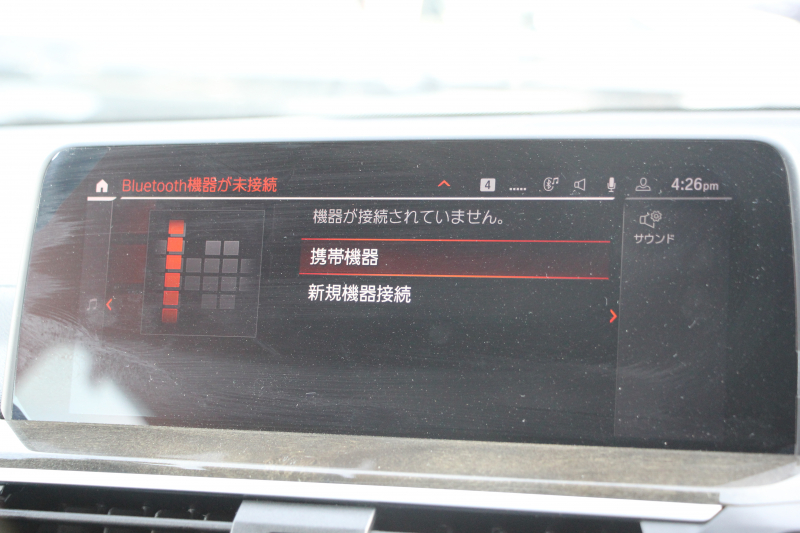 Bluetooth機器が未接続
4
4:26pm
機器が接続されていません。
サウンド
携帯機器
新規機器接続